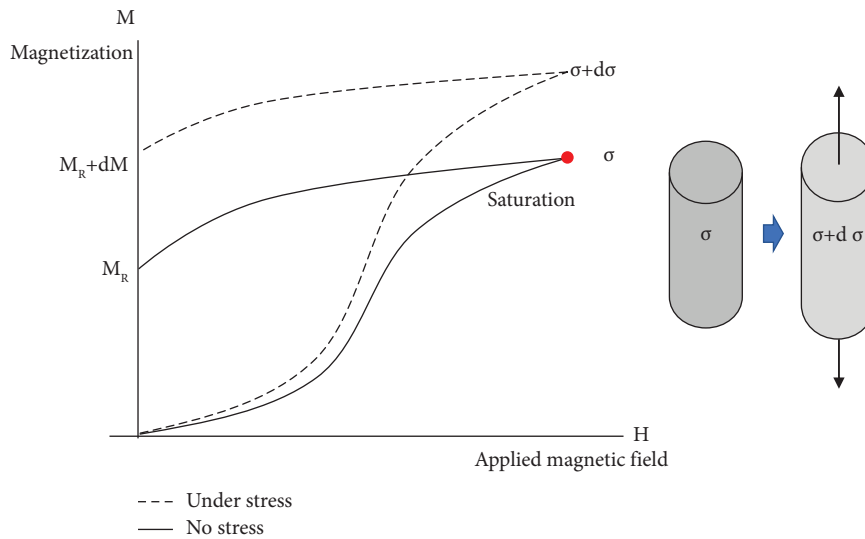 M
Magnetization
σ+dσ
M_R+dM
σ
Saturation
M_R
σ
σ+d σ
H
Applied magnetic field
Under stress
No stress